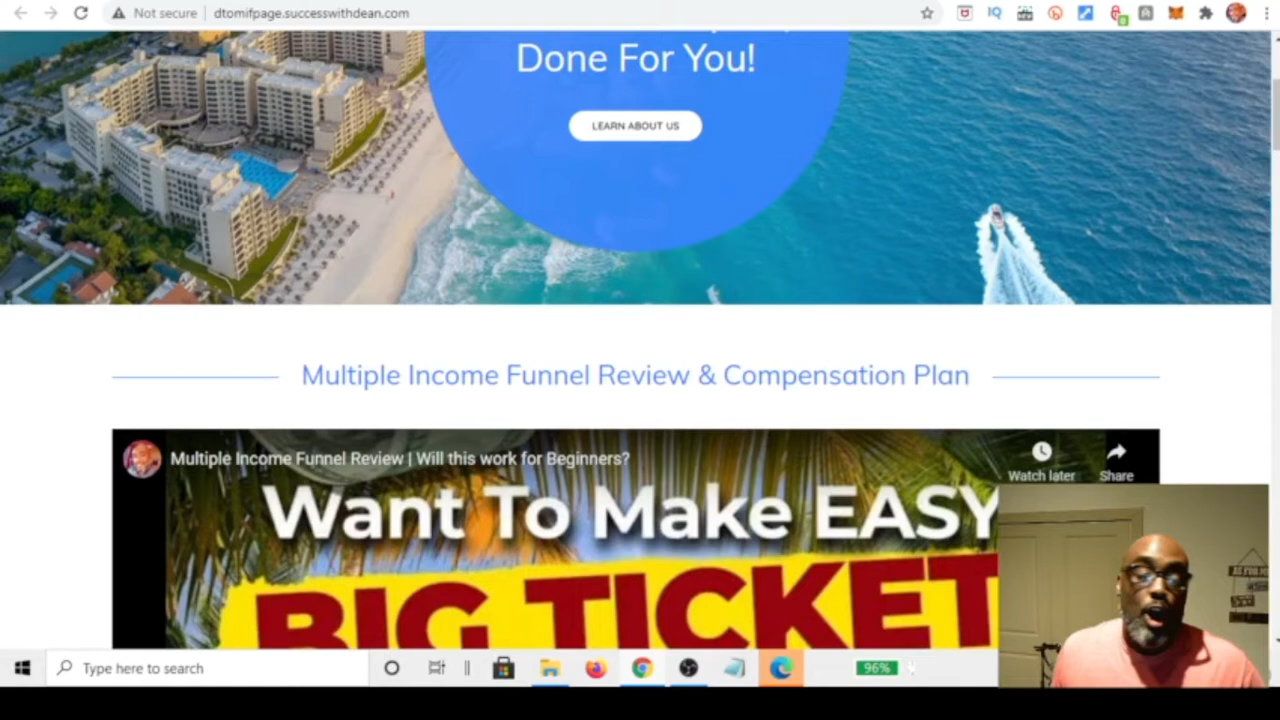 Not secure
dtomifpage.successwithdean.com
IQ
Done For You!
LEARN ABOUT US
Multiple Income Funnel Review & Compensation Plan
Multiple Income Funnel Review | Will this work for Beginners?
Watch later
Share
Want To Make EASY
BIG TICKET
Type here to search
96%